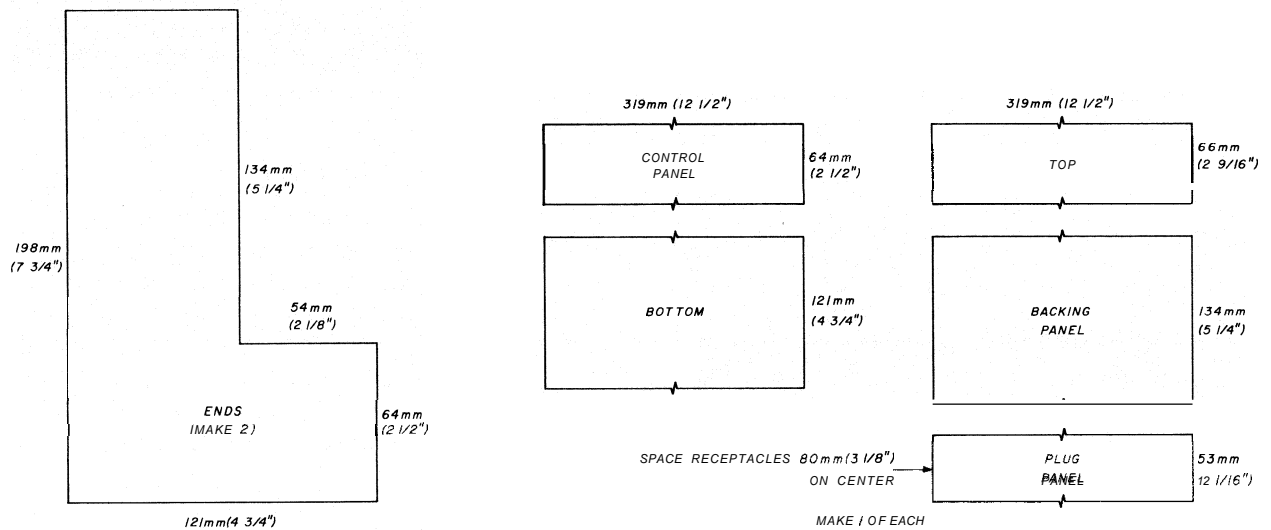 134mm
(5 1/4")
198mm
(7 3/4")
54mm
(2 1/8")
ENDS
(MAKE 2)
64mm
(2 1/2")
121mm(4 3/4")
319mm (12 1/2")
CONTROL
PANEL
64mm
(2 1/2")
BOTTOM
121mm
(4 3/4")
319mm (12 1/2")
TOP
66mm
(2 9/16")
BACKING
PANEL
134mm
(5 1/4")
SPACE RECEPTACLES 80mm(3 1/8")
ON CENTER
PLUG
PANEL
53mm
12 1/16")
MAKE 1 OF EACH